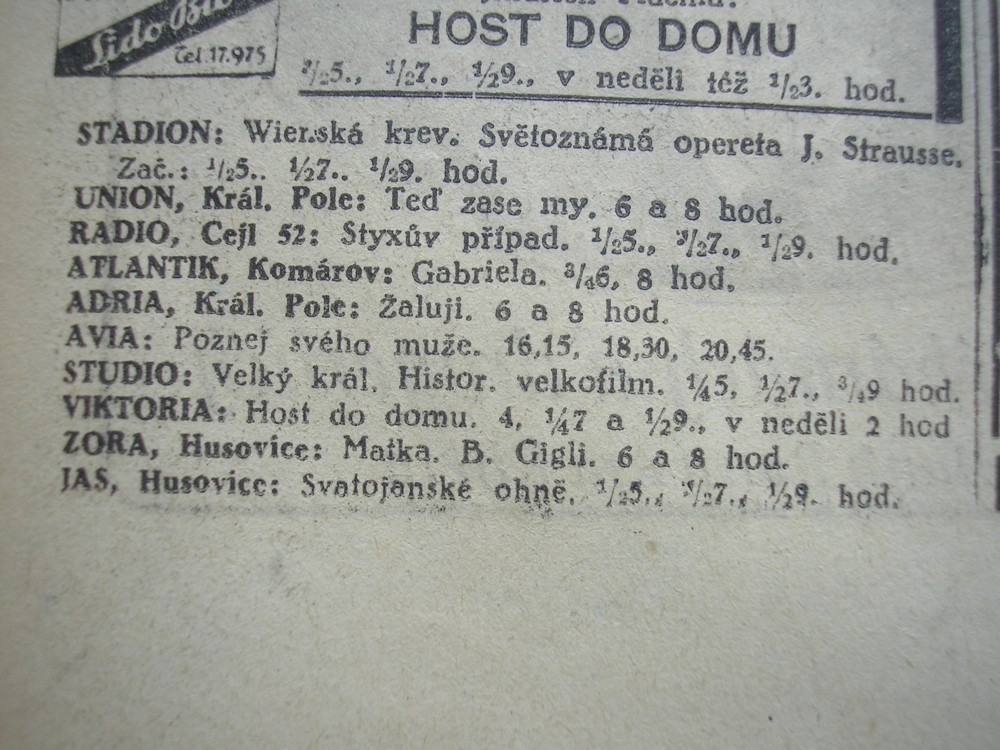 Lido Bio
Tel. 17.975
HOST DO DOMU
½5., ½7., ½9., v neděli též ½3. hod.
STADION: Wienská krev. Světoznámá opereta J. Strausse.
Zač.: ½5.. ½7.. ½9. hod.
UNION, Král. Pole: Teď zase my. 6 a 8 hod.
RADIO, Cejl 52: Styxův případ. ½5., ½7., ½9. hod.
ATLANTIK, Komárov: Gabriela. ¾6, 8 hod.
ADRIA, Král. Pole: Žaluji. 6 a 8 hod.
AVIA: Poznej svého muže. 16,15, 18,30, 20,45.
STUDIO: Velký král. Histor. velkofilm. ¼5, ½7., ¾9 hod.
VIKTORIA: Host do domu. 4, ¼7 a ½9., v neděli 2 hod
ZORA, Husovice: Matka. B. Gigli. 6 a 8 hod.
JAS, Husovice: Svatojanské ohně. ½5., ½7., ½9. hod.